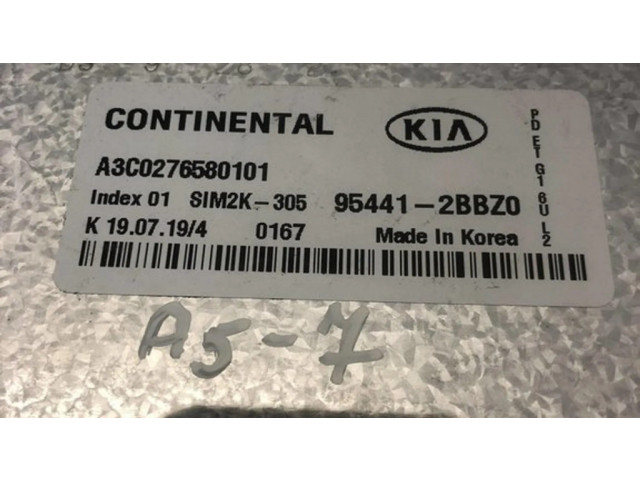 CONTINENTAL KIA
A3C0276580101
Index 01 SIM2K-305 95441-2BBZ0
K 19.07.19/4 0167 Made In Korea
PD ET G1 6U L2
A5-7